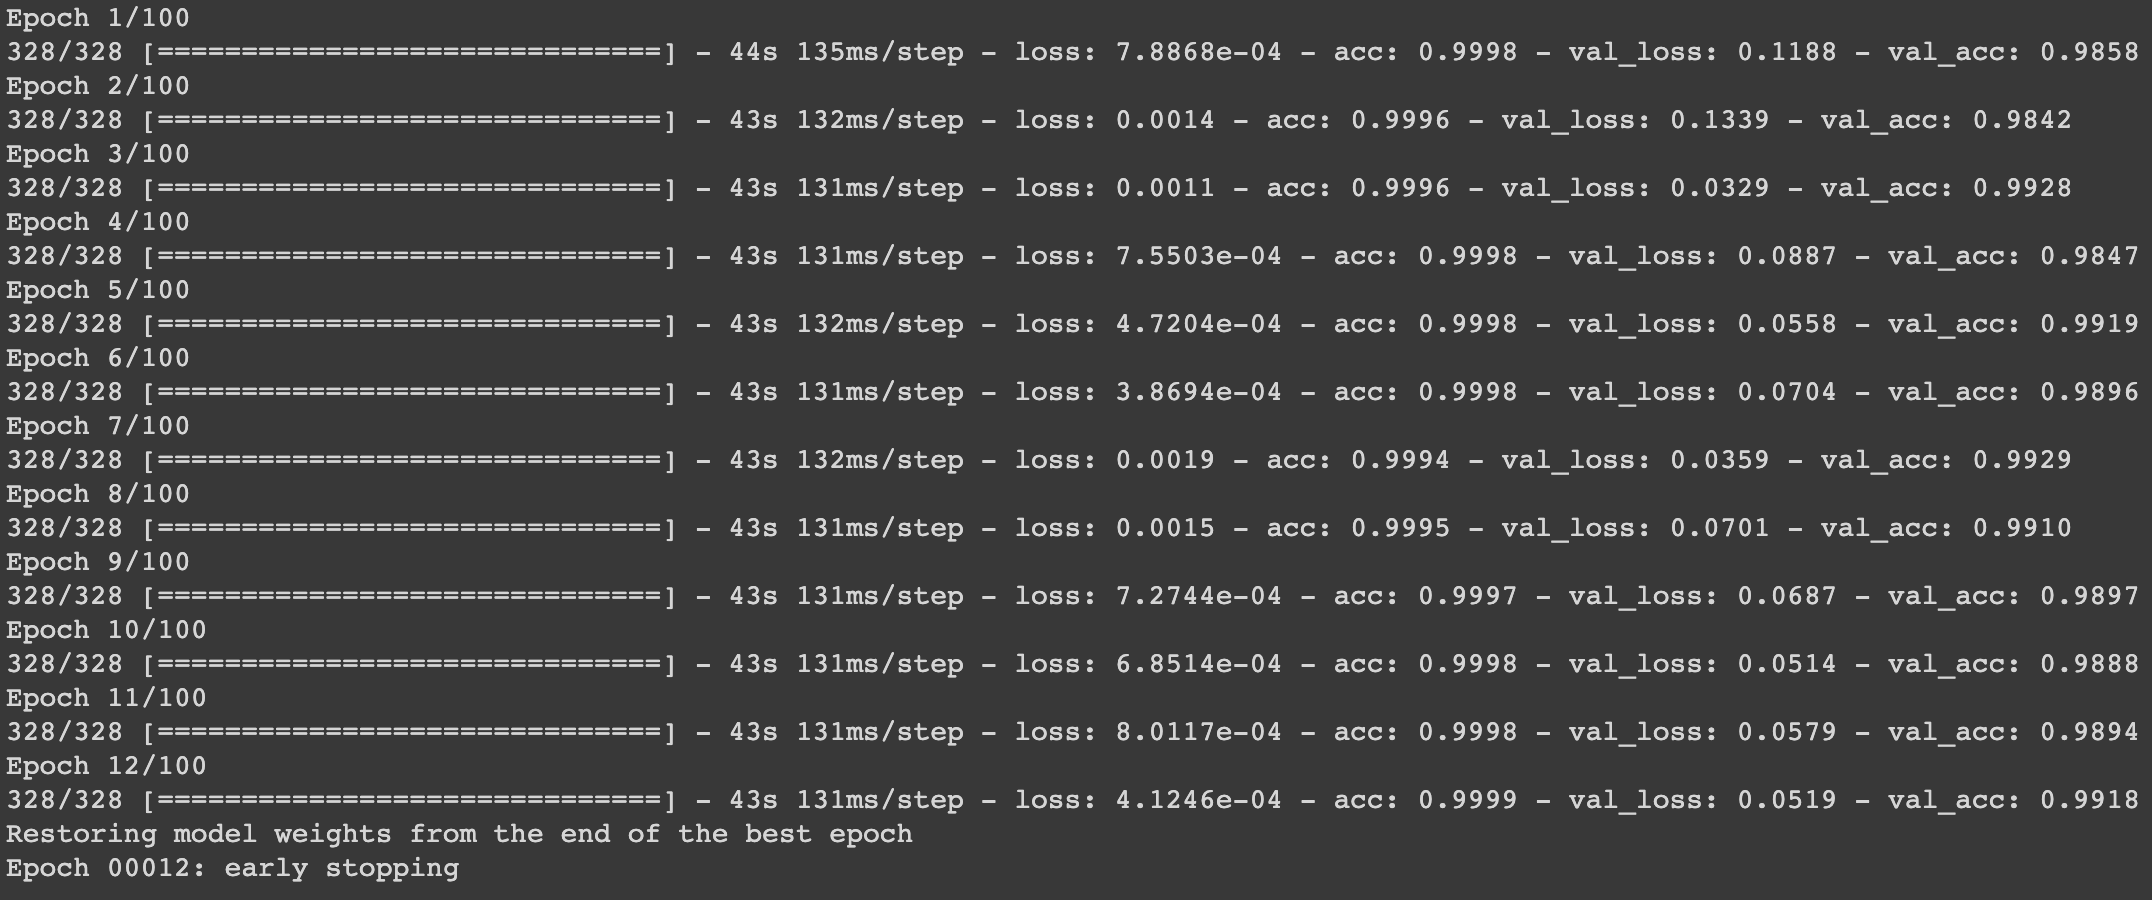 Epoch 1/100
328/328 [==============================] - 44s 135ms/step - loss: 7.8868e-04 - acc: 0.9998 - val_loss: 0.1188 - val_acc: 0.9858
Epoch 2/100
328/328 [==============================] - 43s 132ms/step - loss: 0.0014 - acc: 0.9996 - val_loss: 0.1339 - val_acc: 0.9842
Epoch 3/100
328/328 [==============================] - 43s 131ms/step - loss: 0.0011 - acc: 0.9996 - val_loss: 0.0329 - val_acc: 0.9928
Epoch 4/100
328/328 [==============================] - 43s 131ms/step - loss: 7.5503e-04 - acc: 0.9998 - val_loss: 0.0887 - val_acc: 0.9847
Epoch 5/100
328/328 [==============================] - 43s 132ms/step - loss: 4.7204e-04 - acc: 0.9998 - val_loss: 0.0558 - val_acc: 0.9919
Epoch 6/100
328/328 [==============================] - 43s 131ms/step - loss: 3.8694e-04 - acc: 0.9998 - val_loss: 0.0704 - val_acc: 0.9896
Epoch 7/100
328/328 [==============================] - 43s 132ms/step - loss: 0.0019 - acc: 0.9994 - val_loss: 0.0359 - val_acc: 0.9929
Epoch 8/100
328/328 [==============================] - 43s 131ms/step - loss: 0.0015 - acc: 0.9995 - val_loss: 0.0701 - val_acc: 0.9910
Epoch 9/100
328/328 [==============================] - 43s 131ms/step - loss: 7.2744e-04 - acc: 0.9997 - val_loss: 0.0687 - val_acc: 0.9897
Epoch 10/100
328/328 [==============================] - 43s 131ms/step - loss: 6.8514e-04 - acc: 0.9998 - val_loss: 0.0514 - val_acc: 0.9888
Epoch 11/100
328/328 [==============================] - 43s 131ms/step - loss: 8.0117e-04 - acc: 0.9998 - val_loss: 0.0579 - val_acc: 0.9894
Epoch 12/100
328/328 [==============================] - 43s 131ms/step - loss: 4.1246e-04 - acc: 0.9999 - val_loss: 0.0519 - val_acc: 0.9918
Restoring model weights from the end of the best epoch
Epoch 00012: early stopping